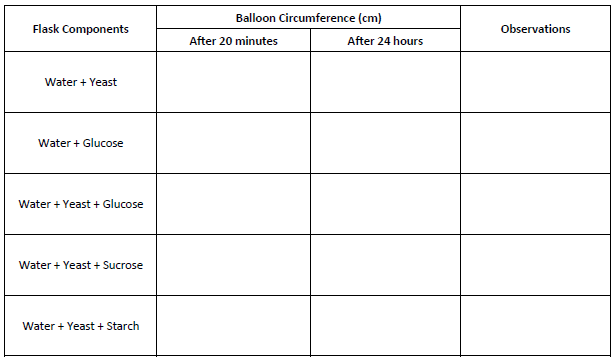 Flask Components
Balloon Circumference (cm)
Observations
After 20 minutes
After 24 hours
Water + Yeast
Water + Glucose
Water + Yeast + Glucose
Water + Yeast + Sucrose
Water + Yeast + Starch